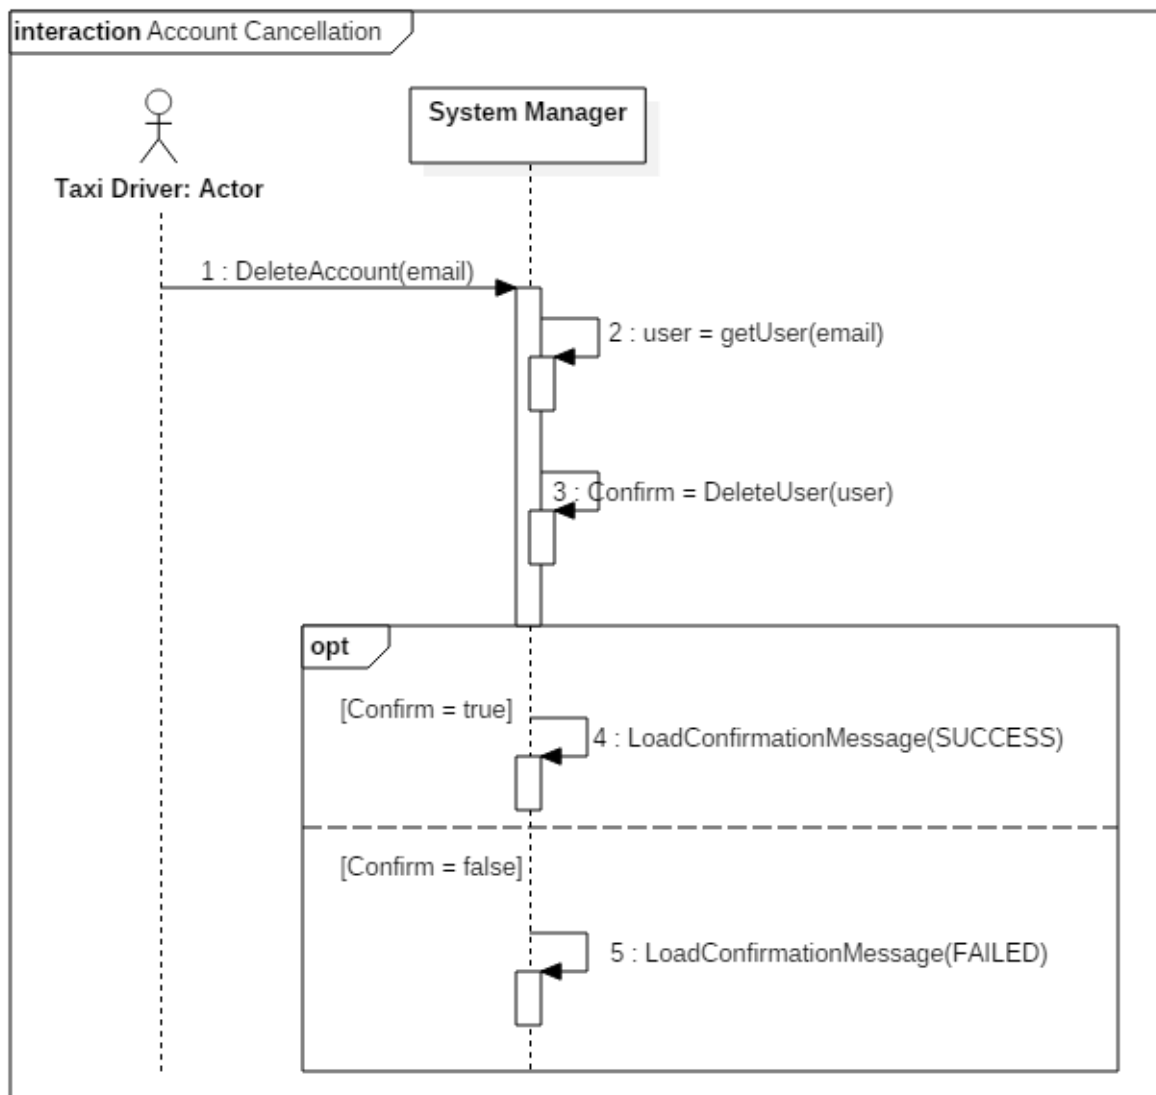 interaction Account Cancellation
System Manager
Taxi Driver: Actor
1 : DeleteAccount(email)
2 : user = getUser(email)
3 : Confirm = DeleteUser(user)
opt
[Confirm = true]
4 : LoadConfirmationMessage(SUCCESS)
[Confirm = false]
5 : LoadConfirmationMessage(FAILED)